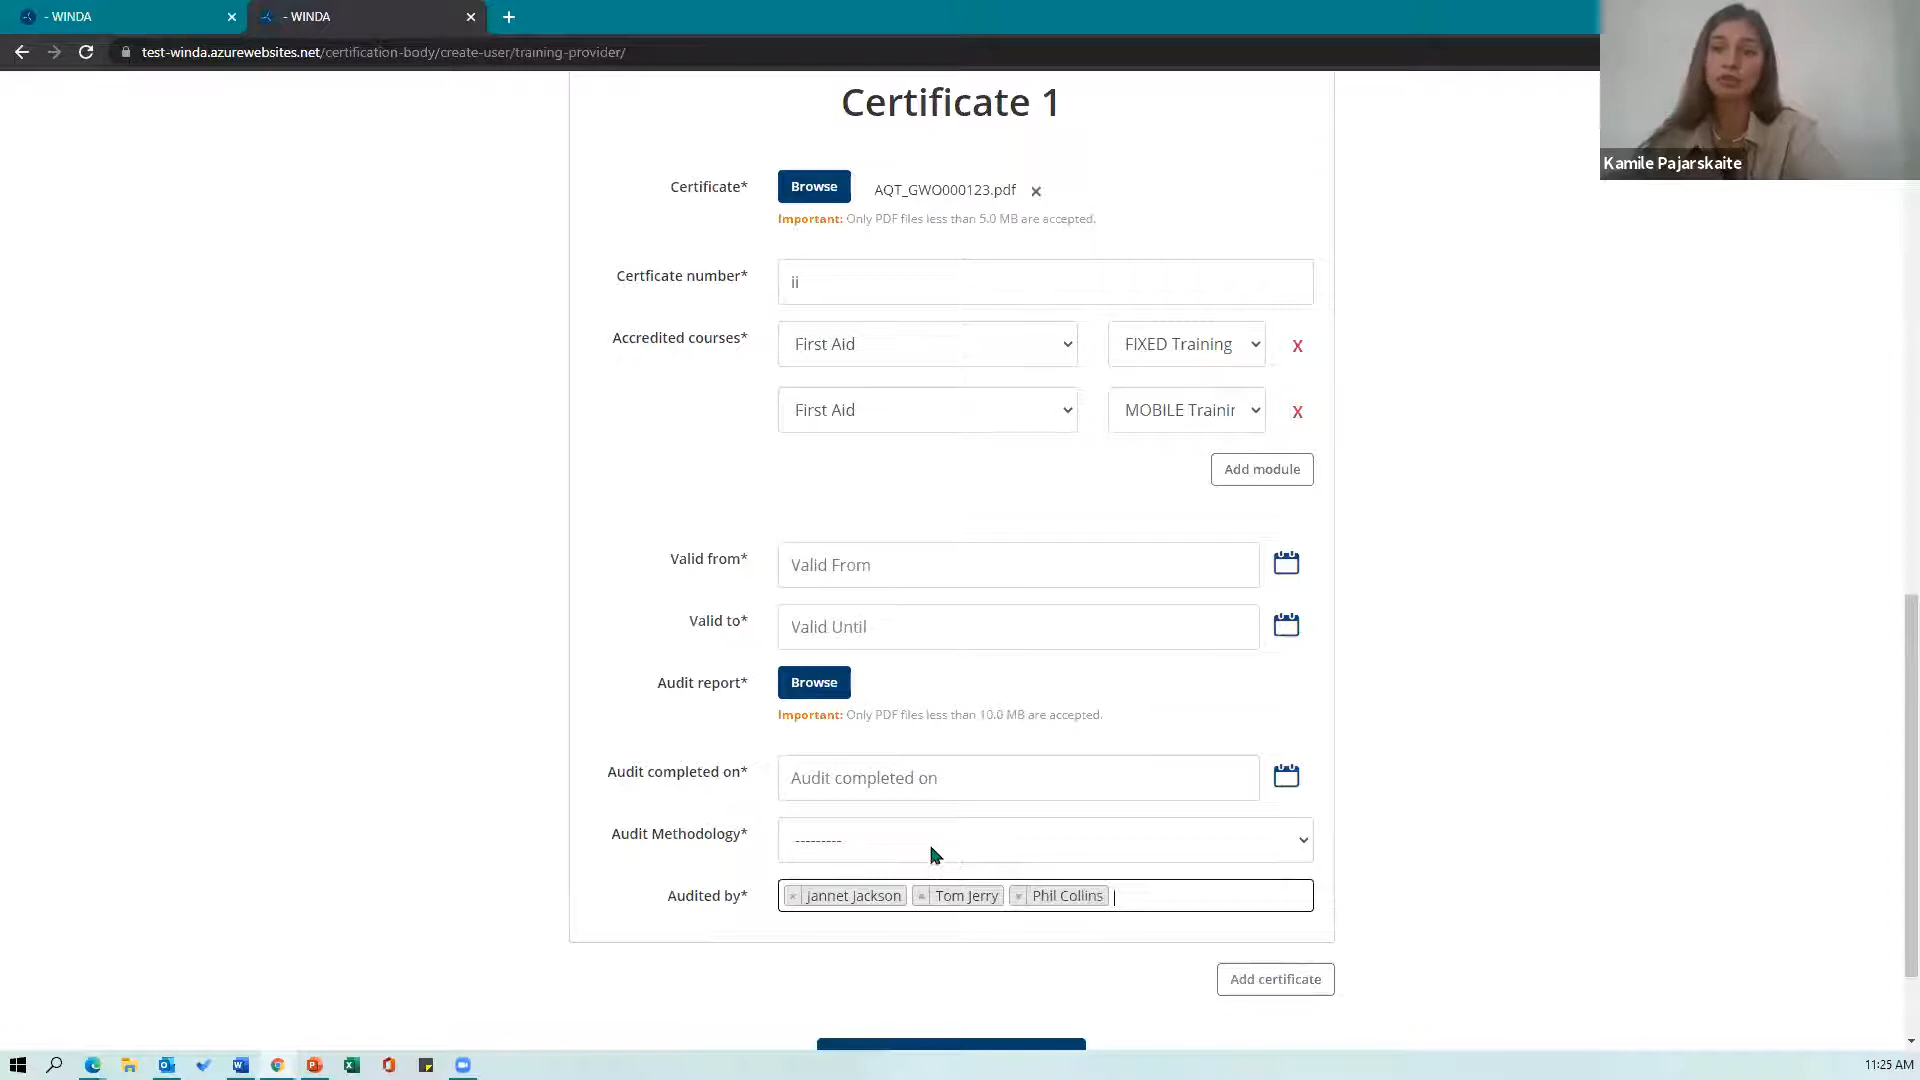 - WINDA
- WINDA
test-winda.azurewebsites.net/certification-body/create-user/training-provider/
Kamile Pajarskaite
Certificate 1
Certificate* Browse AQT_GWO000123.pdf ×
Important: Only PDF files less than 5.0 MB are accepted.
Certficate number* ii
Accredited courses* First Aid FIXED Training X
First Aid MOBILE Trainir X
Add module
Valid from* Valid From
Valid to* Valid Until
Audit report* Browse
Important: Only PDF files less than 10.0 MB are accepted.
Audit completed on* Audit completed on
Audit Methodology* ---------
Audited by* × Jannet Jackson × Tom Jerry × Phil Collins
Add certificate
11:25 AM